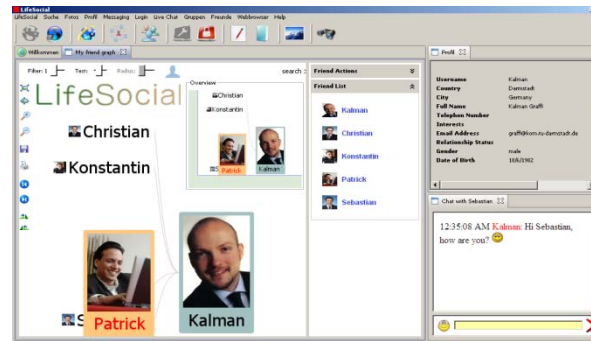 LifeSocial
LifeSocial Suche Fotos Profil Messaging Login Live Chat Gruppen Freunde Webbrowser Help
Willkommen My friend graph
Filter: 1 Text: Radius: search :
Overview
LifeSocial
Christian
Konstantin
Patrick
Kalman
Christian
Konstantin
Patrick
Kalman
Friend Actions
Friend List
Kalman
Christian
Konstantin
Patrick
Sebastian
Profil
Username Kalman
Country Darmstadt
City Germany
Full Name Kalman Graffi
Telephon Number
Interests
Email Address graffi@kom.tu-darmstadt.de
Relationship Status
Gender male
Date of Birth
Chat with Sebastian
12:35:08 AM Kalman: Hi Sebastian,
how are you?